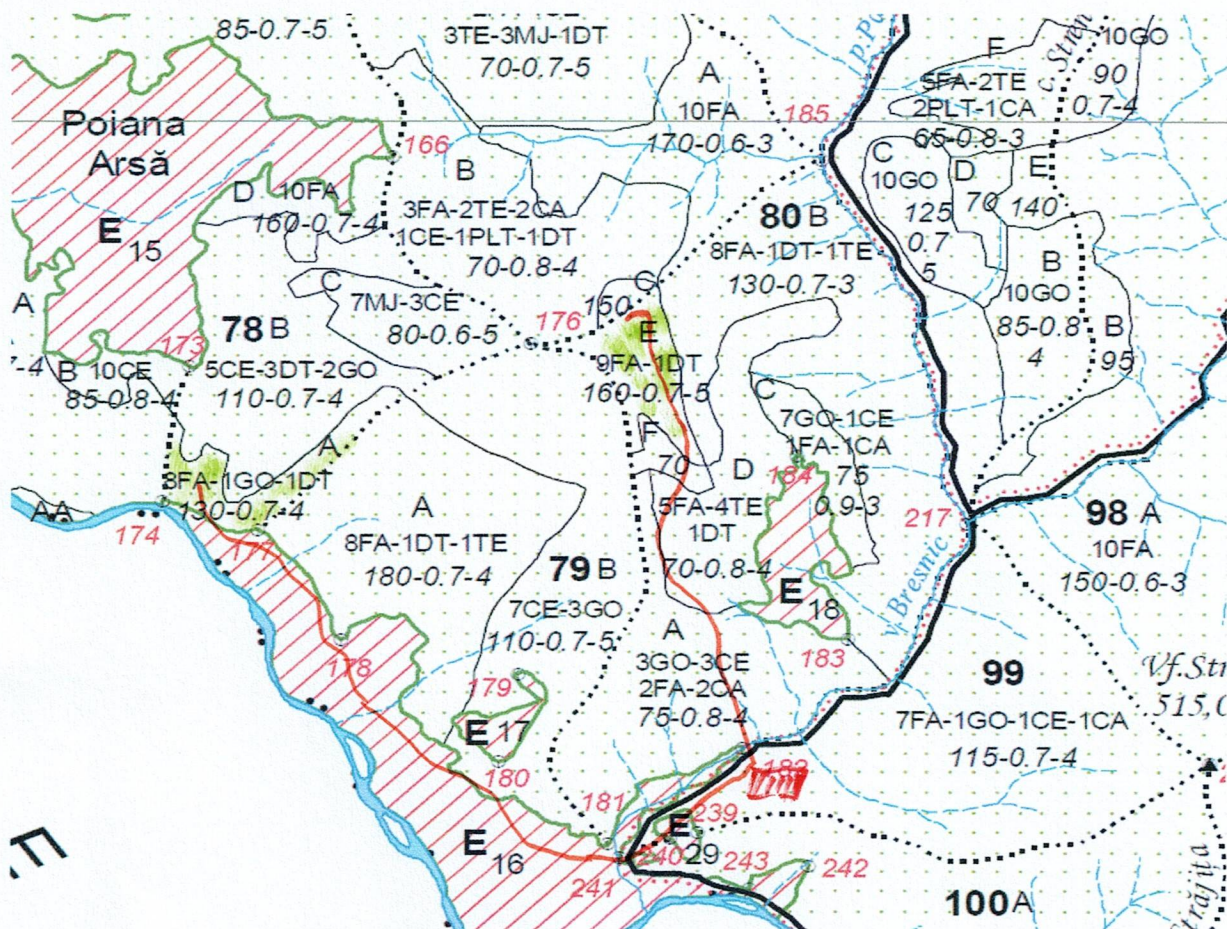 85-0.7-5
3TE-3MJ-1DT
70-0.7-5
A
10FA
170-0.6-3
185
F
5FA-2TE
2PLT-1CA
65-0.8-3
10GO
90
0.7-4
Poiana
Arsă
E 15
166
B
3FA-2TE-2CA
1CE-1PLT-1DT
70-0.8-4
D 10FA
160-0.7-4
80 B
8FA-1DT-1TE
130-0.7-3
C
10GO
125
0.7
5
D
70
E
140
B
10GO
85-0.8
4
B
95
A
C
7MJ-3CE
80-0.6-5
176
C
150
E
9FA-1DT
160-0.7-5
78 B
5CE-3DT-2GO
110-0.7-4
173
B 10CE
85-0.8-4
7-4
A
3FA-1GO-1DT
130-0.7-4
AA
174
177
A
8FA-1DT-1TE
180-0.7-4
F
70
D
5FA-4TE
1DT
70-0.8-4
C
7GO-1CE
1FA-1CA
75
0.9-3
184
217
98 A
10FA
150-0.6-3
79 B
7CE-3GO
110-0.7-5
E 18
183
v. Bresnic
A
3GO-3CE
2FA-2CA
75-0.8-4
99
7FA-1GO-1CE-1CA
115-0.7-4
515,0
178
179
E 17
180
181
182
239
E 29
240
241
243
242
E 16
100 A
E